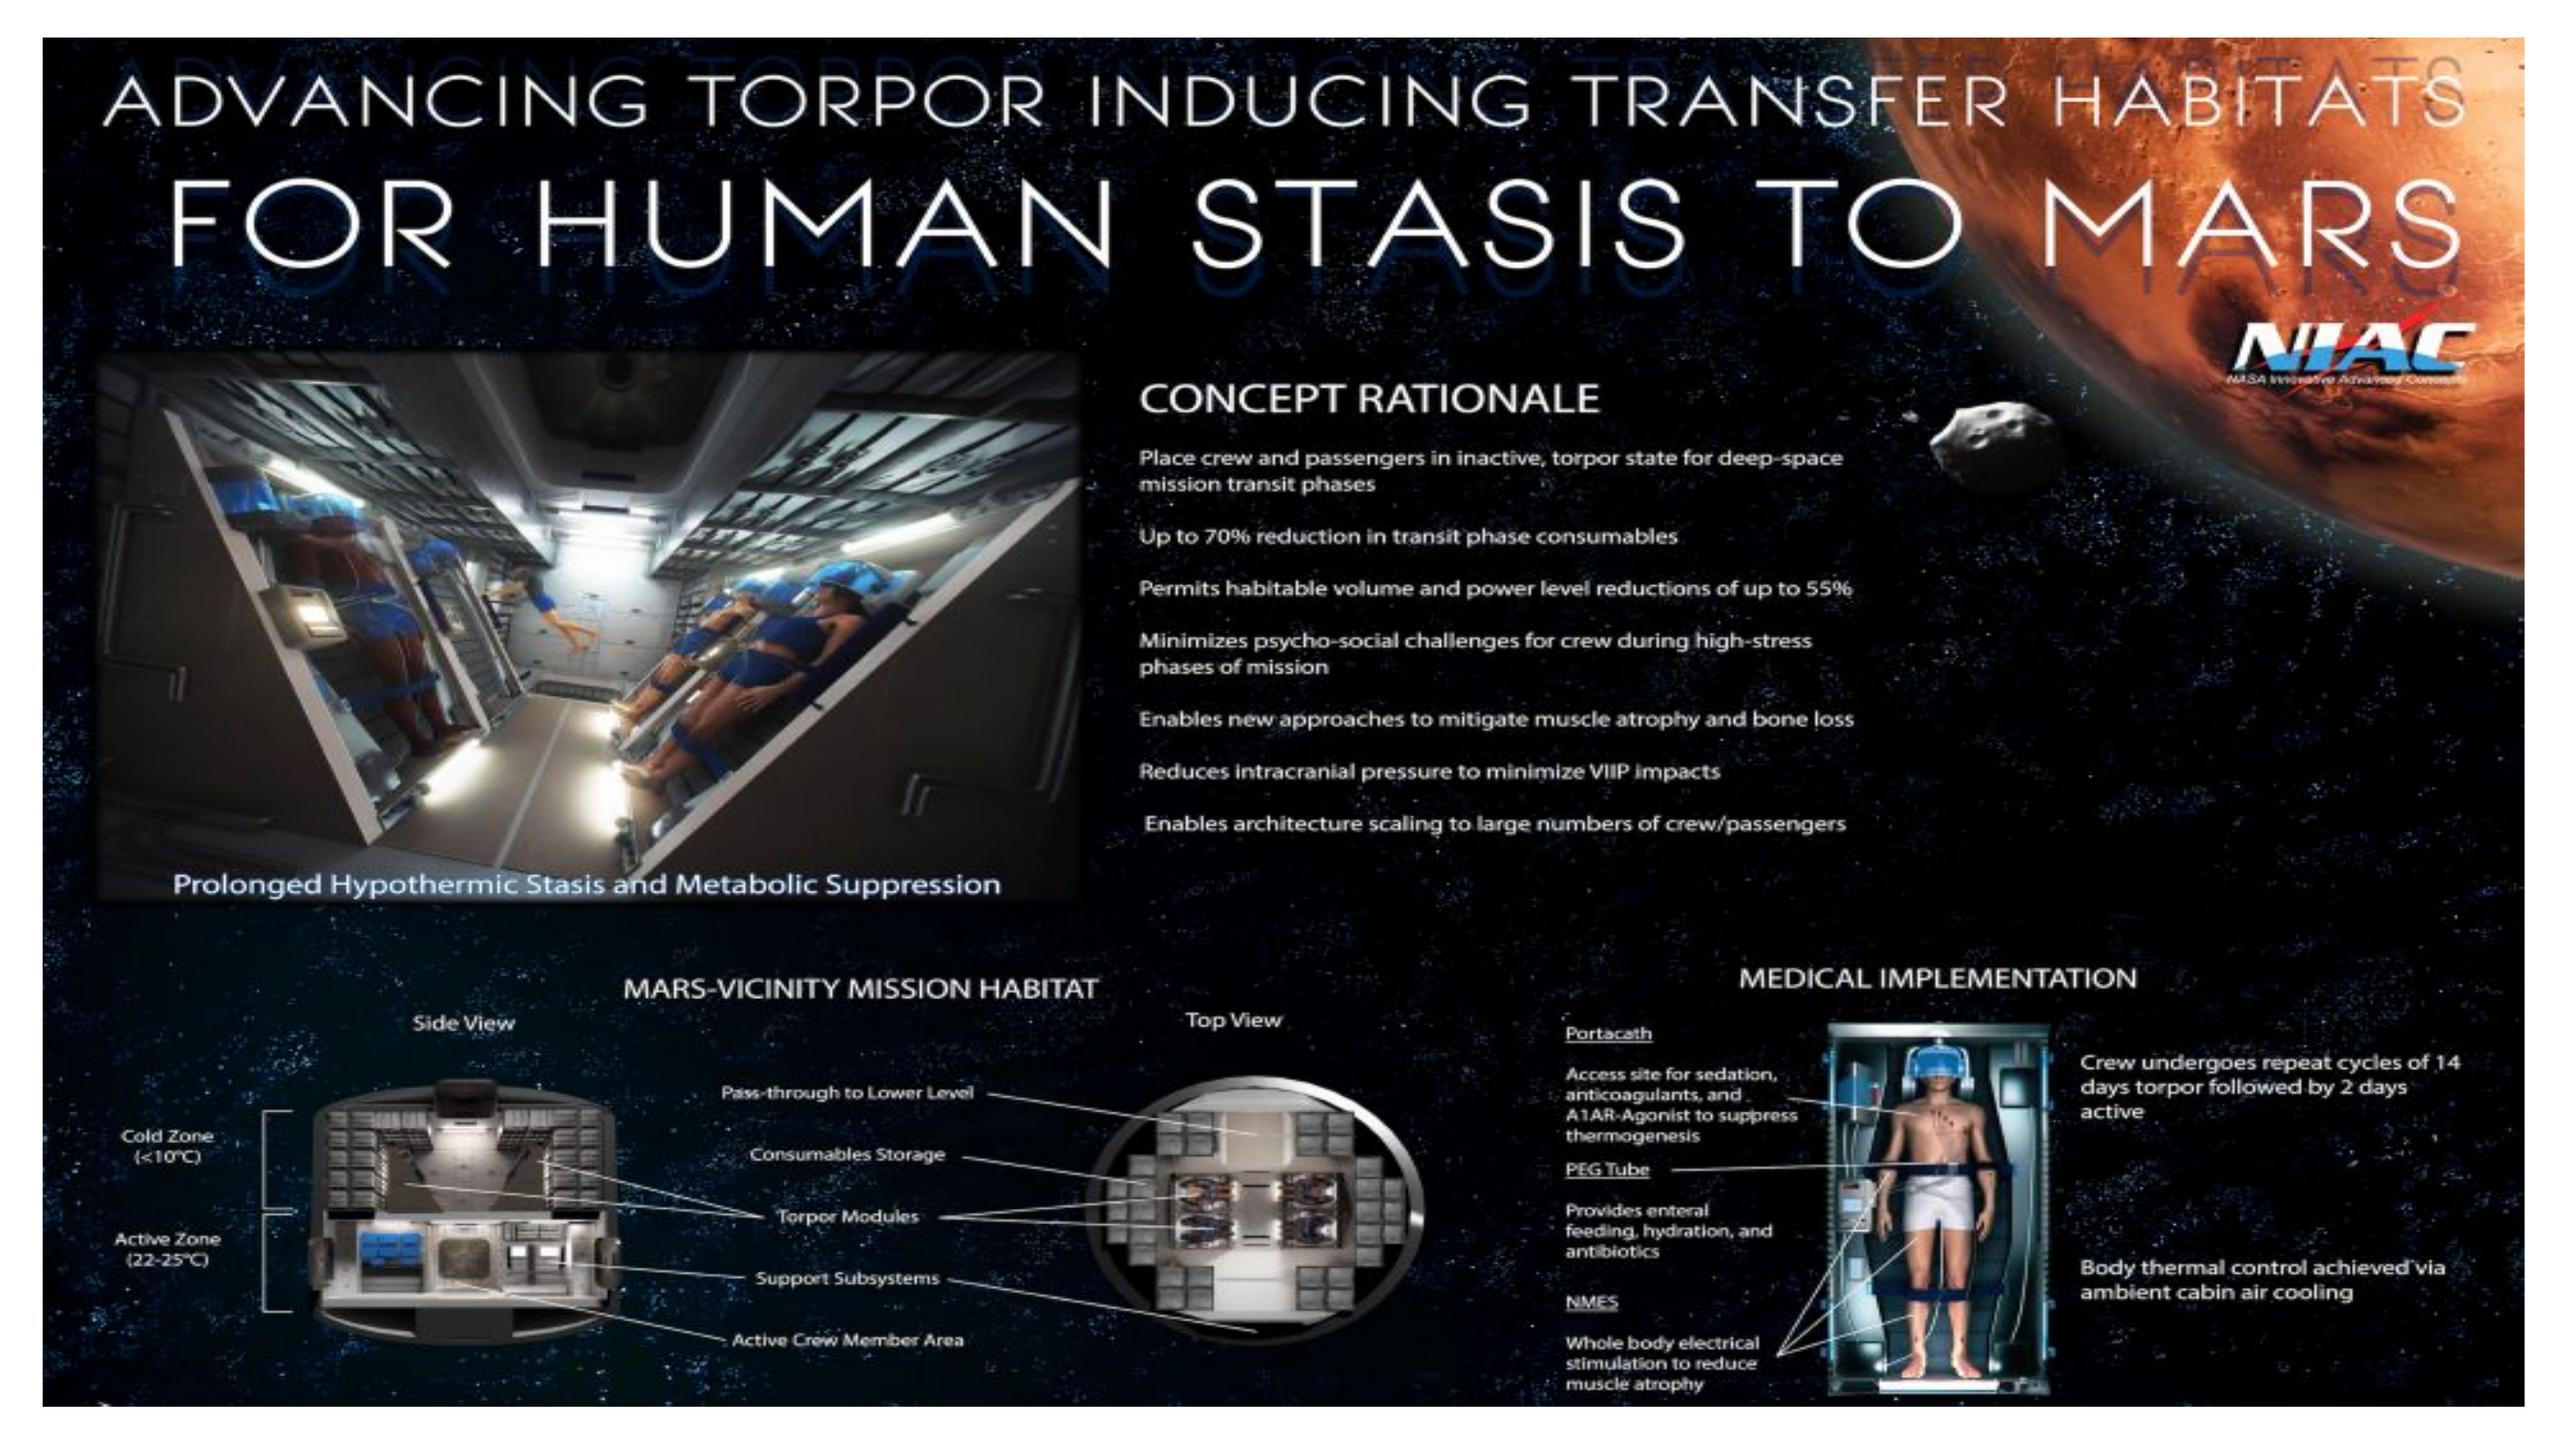 ADVANCING TORPOR INDUCING TRANSFER HABITATS
FOR HUMAN STASIS TO MARS
NIAC
NASA Innovative Advanced Concepts
CONCEPT RATIONALE
Place crew and passengers in inactive, torpor state for deep-space
mission transit phases
Up to 70% reduction in transit phase consumables
Permits habitable volume and power level reductions of up to 55%
Minimizes psycho-social challenges for crew during high-stress
phases of mission
Enables new approaches to mitigate muscle atrophy and bone loss
Reduces intracranial pressure to minimize VIIP impacts
Enables architecture scaling to large numbers of crew/passengers
Prolonged Hypothermic Stasis and Metabolic Suppression
MARS-VICINITY MISSION HABITAT
Side View
Top View
Cold Zone
(<10°C)
Active Zone
(22-25°C)
Pass-through to Lower Level
Consumables Storage
Torpor Modules
Support Subsystems
Active Crew Member Area
MEDICAL IMPLEMENTATION
Portacath
Access site for sedation,
anticoagulants, and
A1AR-Agonist to suppress
thermogenesis
PEG Tube
Provides enteral
feeding, hydration, and
antibiotics
NMES
Whole body electrical
stimulation to reduce
muscle atrophy
Crew undergoes repeat cycles of 14
days torpor followed by 2 days
active
Body thermal control achieved via
ambient cabin air cooling